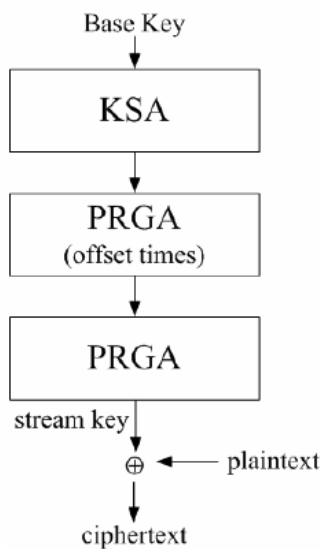 Base Key
KSA
PRGA
(offset times)
PRGA
stream key
plaintext
ciphertext